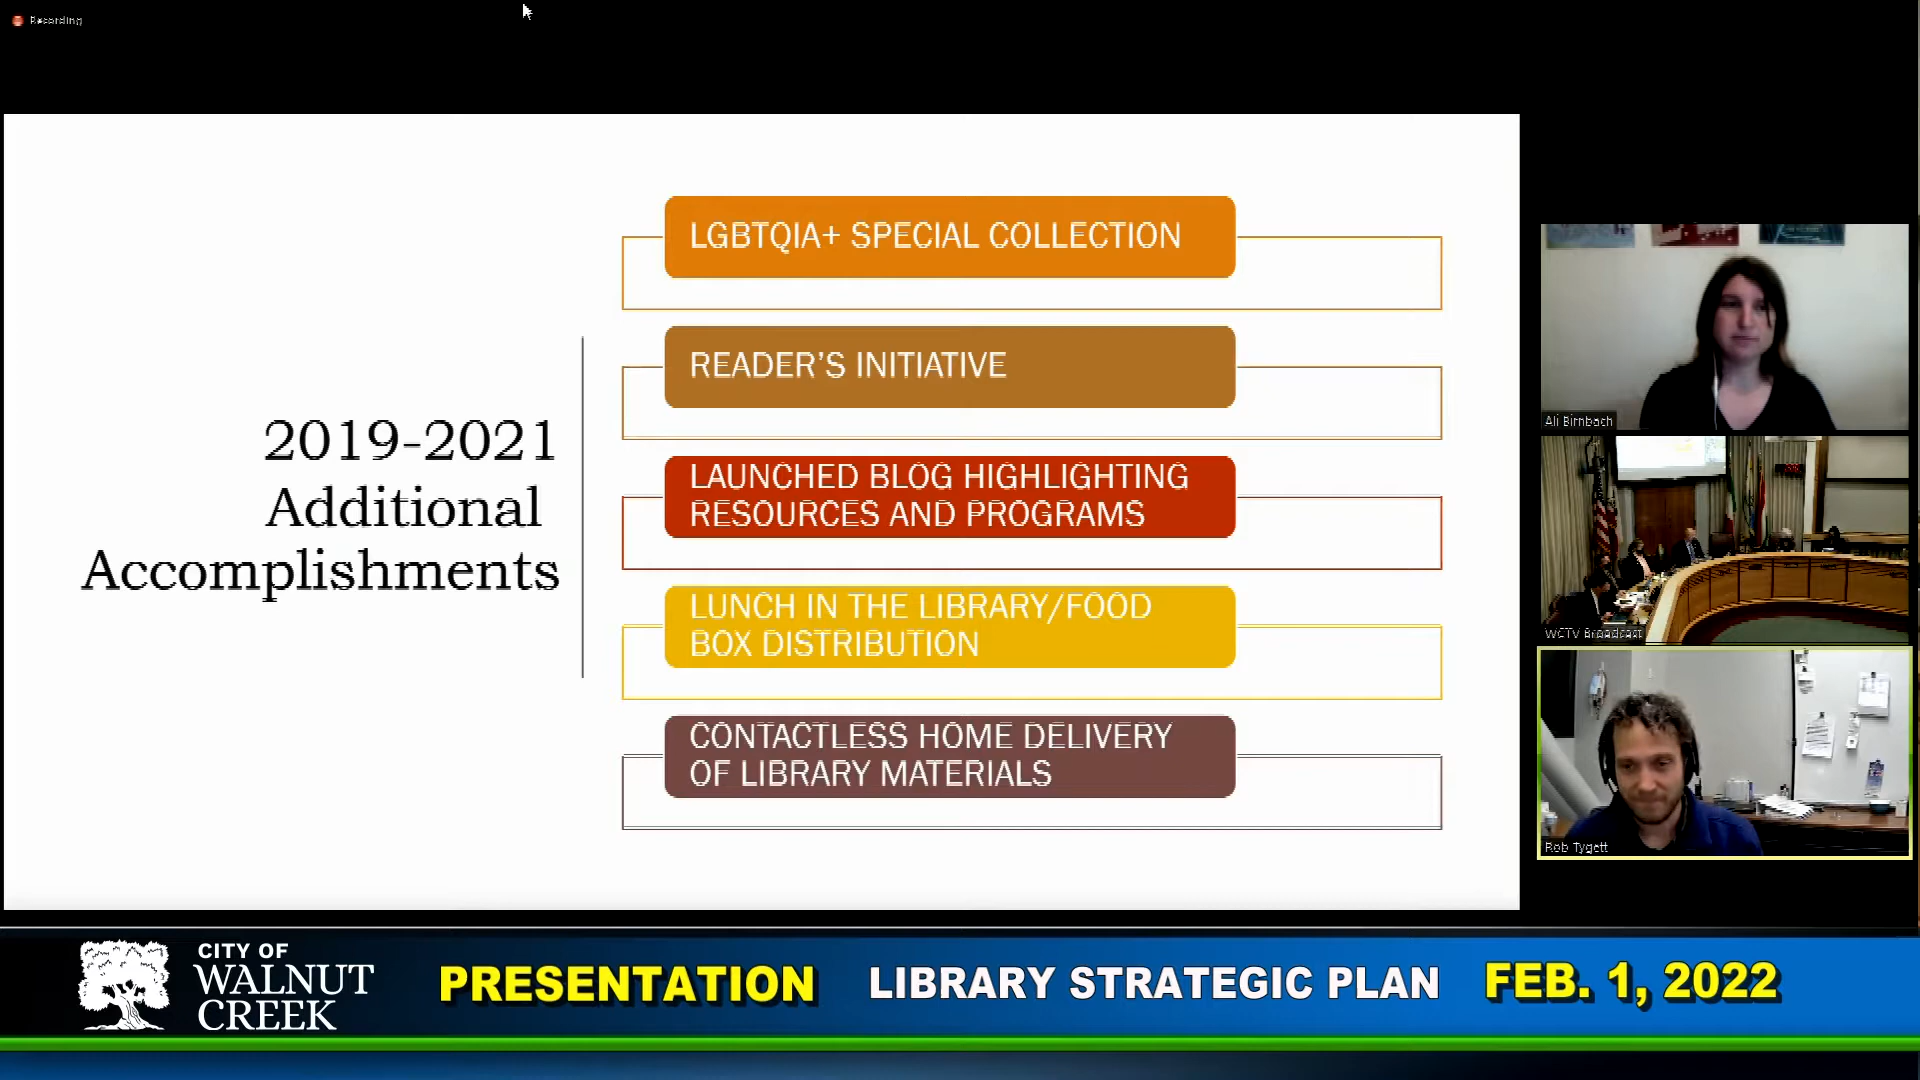 Recording
2019-2021
Additional
Accomplishments
LGBTQIA+ SPECIAL COLLECTION
READER’S INITIATIVE
LAUNCHED BLOG HIGHLIGHTING
RESOURCES AND PROGRAMS
LUNCH IN THE LIBRARY/FOOD
BOX DISTRIBUTION
CONTACTLESS HOME DELIVERY
OF LIBRARY MATERIALS
Ali Birnbach
WCTV Broadcast
Rob Tygett
CITY OF
WALNUT
CREEK
PRESENTATION
LIBRARY STRATEGIC PLAN
FEB. 1, 2022